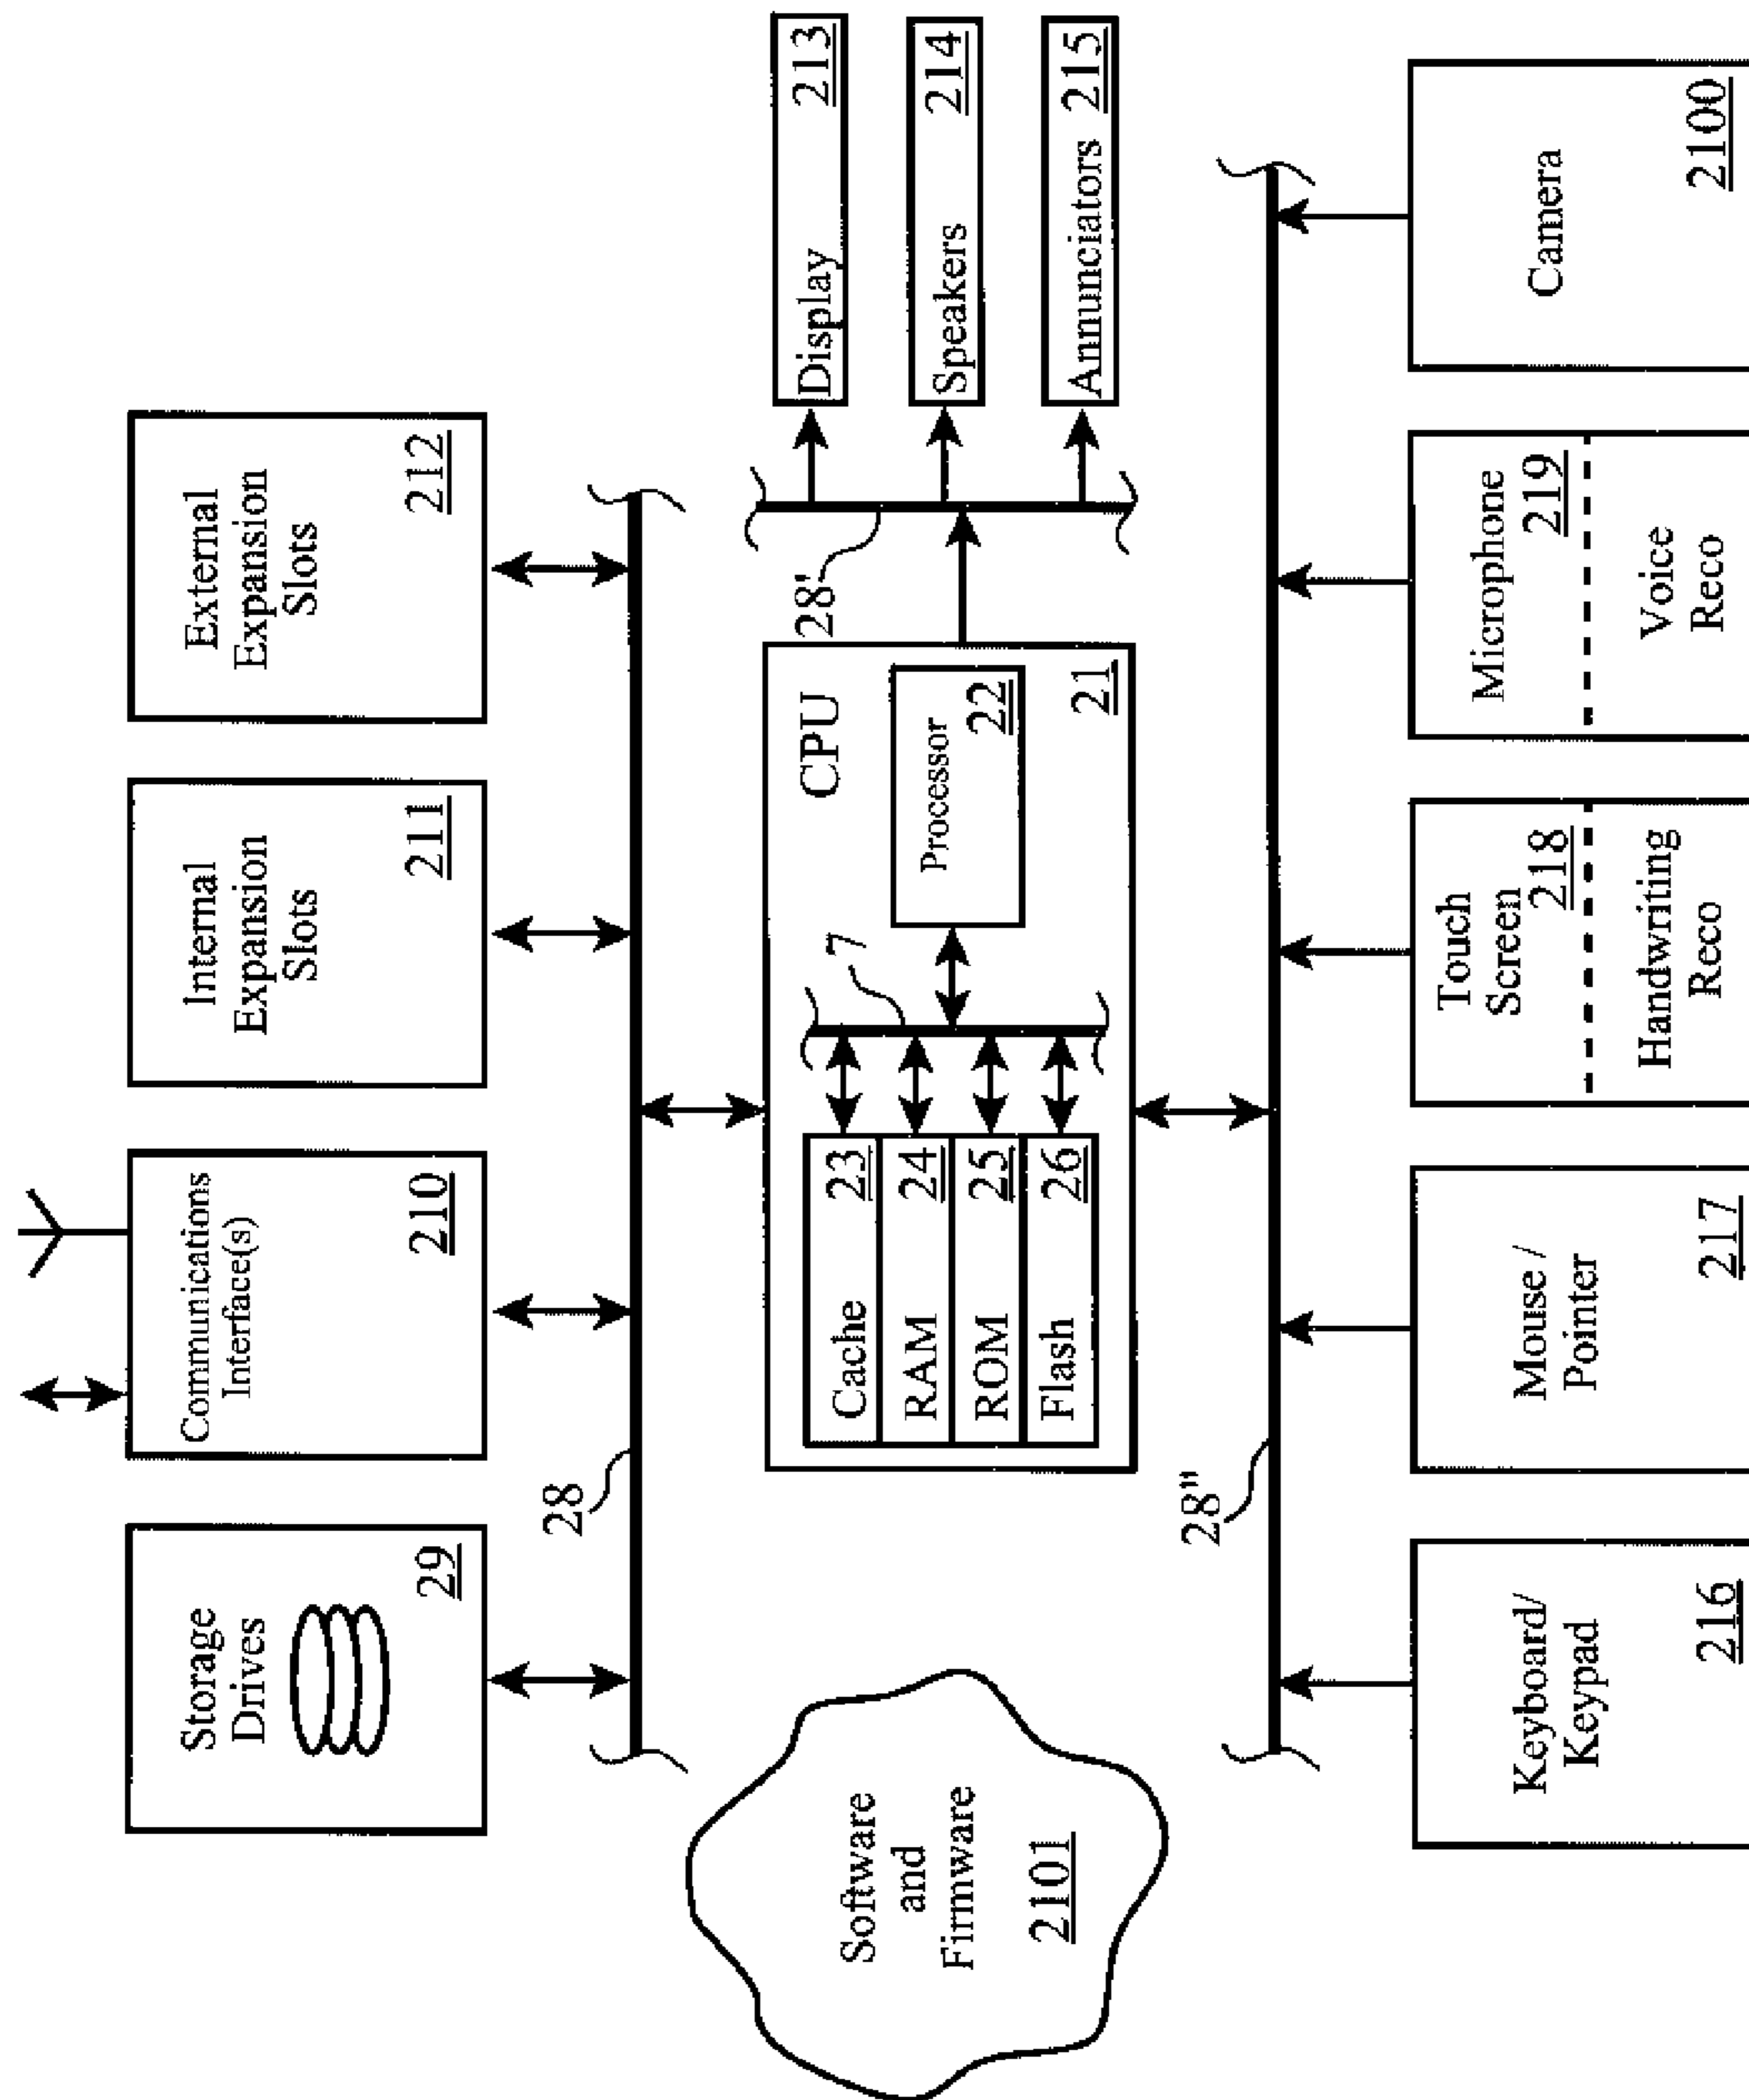 Storage
Drives
29
Communications
Interface(s)
210
Internal
Expansion
Slots
211
External
Expansion
Slots
212
28
Software
and
Firmware
2101
CPU
Cache 23
RAM 24
ROM 25
Flash 26
7
Processor
22
21
28'
Display 213
Speakers 214
Annunciators 215
28"
Keyboard/
Keypad
216
Mouse /
Pointer
217
Touch
Screen
218
Handwriting
Reco
Microphone
219
Voice
Reco
Camera
2100